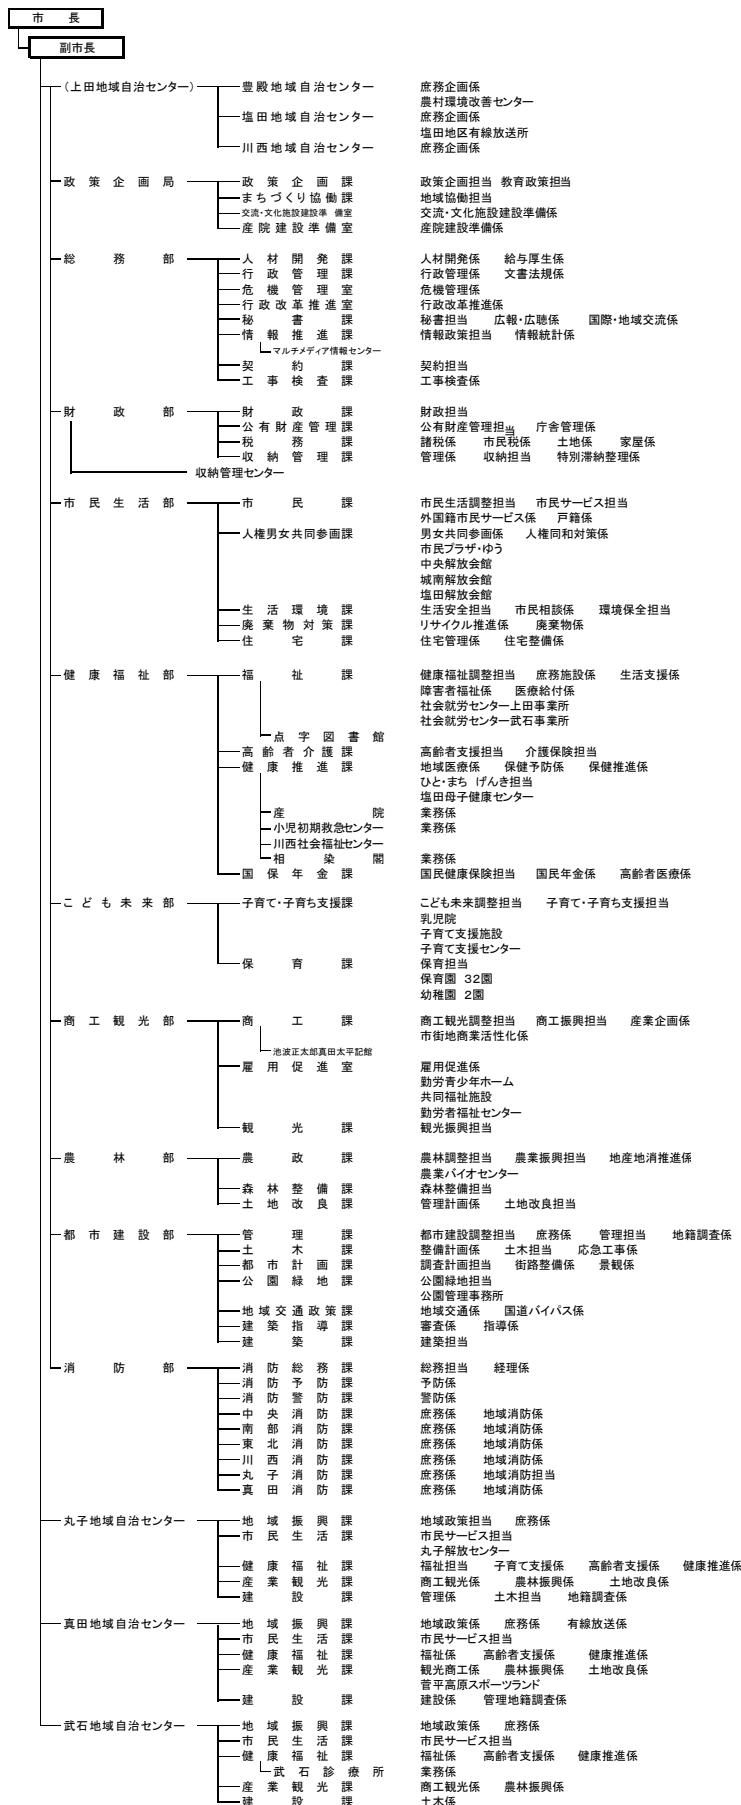 市　長
副市長
（上田地域自治センター） 豊殿地域自治センター 庶務企画係
農村環境改善センター
塩田地域自治センター 庶務企画係
塩田地区有線放送所
川西地域自治センター 庶務企画係
政策企画局 政策企画課 政策企画担当 教育政策担当
まちづくり協働課 地域協働担当
交流・文化施設建設準備室 交流・文化施設建設準備係
産院建設準備室 産院建設準備係
総務部 人材開発課 人材開発係 給与厚生係
行政管理課 行政管理係 文書法規係
危機管理室 危機管理係
行政改革推進室 行政改革推進係
秘書課 秘書担当 広報・広聴係 国際・地域交流係
情報推進課 情報政策担当 情報統計係
マルチメディア情報センター
契約課 契約担当
工事検査課 工事検査係
財政部 財政課 財政担当
公有財産管理課 公有財産管理担当 庁舎管理係
税務課 諸税係 市民税係 土地係 家屋係
収納管理課 管理係 収納担当 特別滞納整理係
収納管理センター
市民生活部 市民課 市民生活調整担当 市民サービス担当
外国籍市民サービス係 戸籍係
人権男女共同参画課 男女共同参画係 人権同和対策係
市民プラザ・ゆう
中央解放会館
城南解放会館
塩田解放会館
生活環境課 生活安全担当 市民相談係 環境保全担当
廃棄物対策課 リサイクル推進係 廃棄物係
住宅課 住宅管理係 住宅整備係
健康福祉部 福祉課 健康福祉調整担当 庶務施設係 生活支援係
障害者福祉係 医療給付係
社会就労センター上田事業所
社会就労センター武石事業所
点字図書館
高齢者介護課 高齢者支援担当 介護保険担当
健康推進課 地域医療係 保健予防係 保健推進係
ひと・まち げんき担当
塩田母子健康センター
産院 業務係
小児初期救急センター 業務係
川西社会福祉センター
相染閣 業務係
国保年金課 国民健康保険担当 国民年金係 高齢者医療係
こども未来部 子育て・子育ち支援課 こども未来調整担当 子育て・子育ち支援担当
乳児院
子育て支援施設
子育て支援センター
保育課 保育担当
保育園 32園
幼稚園 2園
商工観光部 商工課 商工観光調整担当 商工振興担当 産業企画係
市街地商業活性化係
池波正太郎真田太平記館
雇用促進室 雇用促進係
勤労青少年ホーム
共同福祉施設
勤労者福祉センター
観光課 観光振興担当
農林部 農政課 農林調整担当 農業振興担当 地産地消推進係
農業バイオセンター
森林整備課 森林整備担当
土地改良課 管理計画係 土地改良担当
都市建設部 管理課 都市建設調整担当 庶務係 管理担当 地籍調査係
土木課 整備計画係 土木担当 応急工事係
都市計画課 調査計画担当 街路整備係 景観係
公園緑地課 公園緑地担当
公園管理事務所
地域交通政策課 地域交通係 国道バイパス係
建築指導課 審査係 指導係
建築課 建築担当
消防部 消防総務課 総務担当 経理係
消防予防課 予防係
消防警防課 警防係
中央消防課 庶務係 地域消防係
南部消防課 庶務係 地域消防係
東北消防課 庶務係 地域消防係
川西消防課 庶務係 地域消防係
丸子消防課 庶務係 地域消防担当
真田消防課 庶務係 地域消防係
丸子地域自治センター 地域振興課 地域政策担当 庶務係
市民生活課 市民サービス担当
丸子解放センター
健康福祉課 福祉担当 子育て支援係 高齢者支援係 健康推進係
産業観光課 商工観光係 農林振興係 土地改良係
建設課 管理係 土木担当 地籍調査係
真田地域自治センター 地域振興課 地域政策係 庶務係 有線放送係
市民生活課 市民サービス担当
健康福祉課 福祉係 高齢者支援係 健康推進係
産業観光課 観光商工係 農林振興係 土地改良係
菅平高原スポーツランド
建設課 建設係 管理地籍調査係
武石地域自治センター 地域振興課 地域政策係 庶務係
市民生活課 市民サービス担当
健康福祉課 福祉係 高齢者支援係 健康推進係
武石診療所 業務係
産業観光課 商工観光係 農林振興係
建設課 土木係